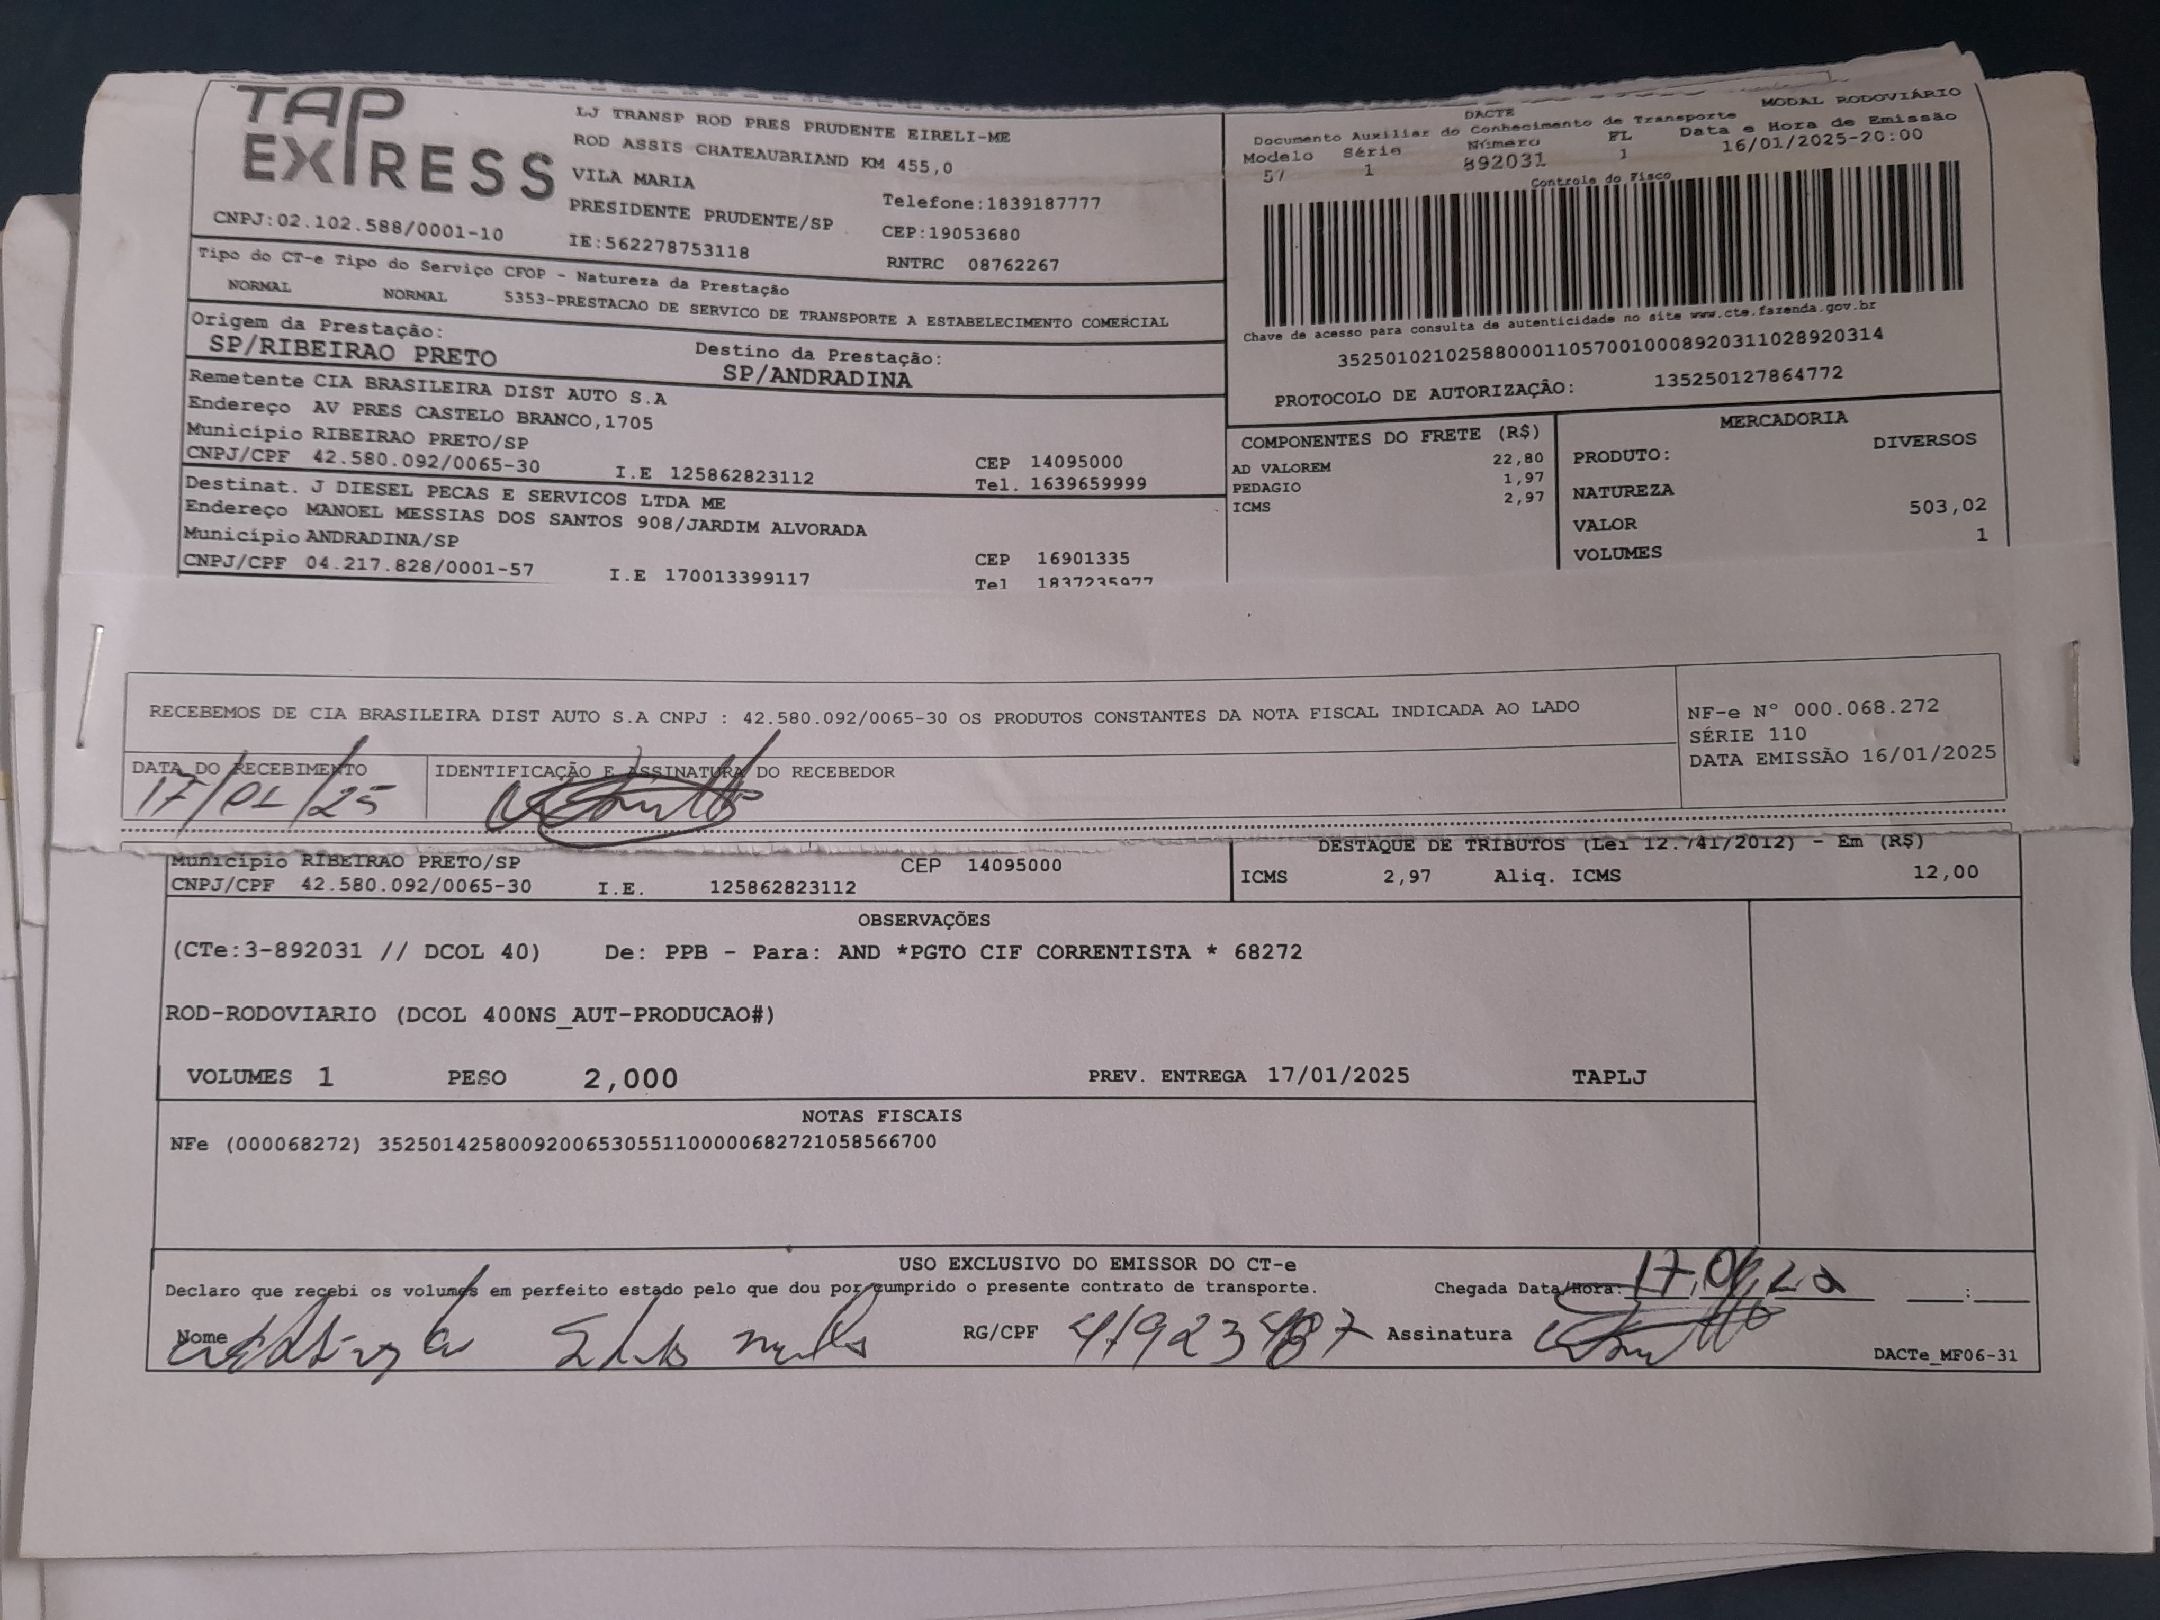 TAP EXPRESS
LJ TRANSP ROD PRES PRUDENTE EIRELI-ME
ROD ASSIS CHATEAUBRIAND KM 455,0
VILA MARIA
PRESIDENTE PRUDENTE/SP
Telefone:1839187777
CNPJ:02.102.588/0001-10
IE:562278753118
CEP:19053680
RNTRC 08762267
DACTE
MODAL RODOVIÁRIO
Documento Auxiliar do Conhecimento de Transporte
Modelo Série Número FL Data e Hora de Emissão
57 1 892031 1 16/01/2025-20:00
Controle do Fisco
Chave de acesso para consulta de autenticidade no site www.cte.fazenda.gov.br
35250102102588000110570010008920311028920314
PROTOCOLO DE AUTORIZAÇÃO: 135250127864772
Tipo do CT-e Tipo do Serviço CFOP - Natureza da Prestação
NORMAL NORMAL 5353-PRESTACAO DE SERVICO DE TRANSPORTE A ESTABELECIMENTO COMERCIAL
Origem da Prestação:
SP/RIBEIRAO PRETO
Destino da Prestação:
SP/ANDRADINA
Remetente CIA BRASILEIRA DIST AUTO S.A
Endereço AV PRES CASTELO BRANCO,1705
Município RIBEIRAO PRETO/SP
CNPJ/CPF 42.580.092/0065-30 I.E 125862823112
CEP 14095000
Tel. 1639659999
Destinat. J DIESEL PECAS E SERVICOS LTDA ME
Endereço MANOEL MESSIAS DOS SANTOS 908/JARDIM ALVORADA
Município ANDRADINA/SP
CNPJ/CPF 04.217.828/0001-57 I.E 170013399117
CEP 16901335
Tel 1837235977
COMPONENTES DO FRETE (R$)
AD VALOREM 22,80
PEDAGIO 1,97
ICMS 2,97
MERCADORIA
PRODUTO: DIVERSOS
NATUREZA
VALOR 503,02
VOLUMES 1
RECEBEMOS DE CIA BRASILEIRA DIST AUTO S.A CNPJ : 42.580.092/0065-30 OS PRODUTOS CONSTANTES DA NOTA FISCAL INDICADA AO LADO
NF-e Nº 000.068.272
SÉRIE 110
DATA EMISSÃO 16/01/2025
DATA DO RECEBIMENTO
17/01/25
IDENTIFICAÇÃO E ASSINATURA DO RECEBEDOR
Município RIBEIRAO PRETO/SP CEP 14095000
CNPJ/CPF 42.580.092/0065-30 I.E. 125862823112
DESTAQUE DE TRIBUTOS (Lei 12.741/2012) - Em (R$)
ICMS 2,97 Aliq. ICMS 12,00
OBSERVAÇÕES
(CTe:3-892031 // DCOL 40) De: PPB - Para: AND *PGTO CIF CORRENTISTA * 68272
ROD-RODOVIARIO (DCOL 400NS_AUT-PRODUCAO#)
VOLUMES 1 PESO 2,000 PREV. ENTREGA 17/01/2025 TAPLJ
NOTAS FISCAIS
NFe (000068272) 35250142580092006530551100000682721058566700
USO EXCLUSIVO DO EMISSOR DO CT-e
Declaro que recebi os volumes em perfeito estado pelo que dou por cumprido o presente contrato de transporte.
Chegada Data/Hora: : 
Nome
RG/CPF
Assinatura
DACTe_MF06-31